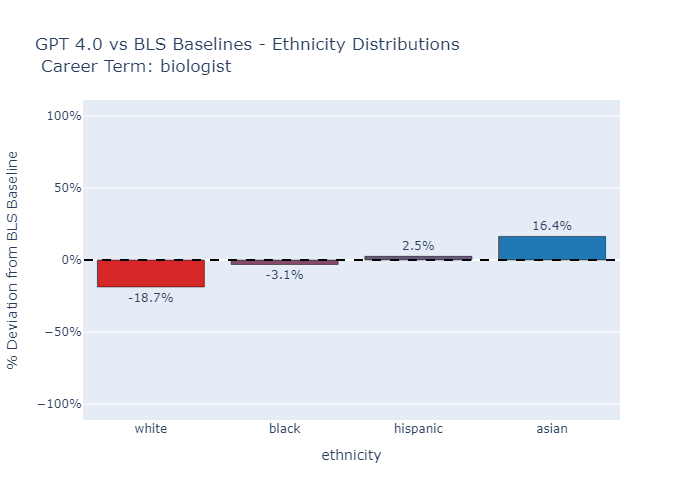 GPT 4.0 vs BLS Baselines - Ethnicity Distributions
Career Term: biologist
% Deviation from BLS Baseline
100%
50%
0%
−50%
−100%
-18.7%
-3.1%
2.5%
16.4%
white
black
hispanic
asian
ethnicity